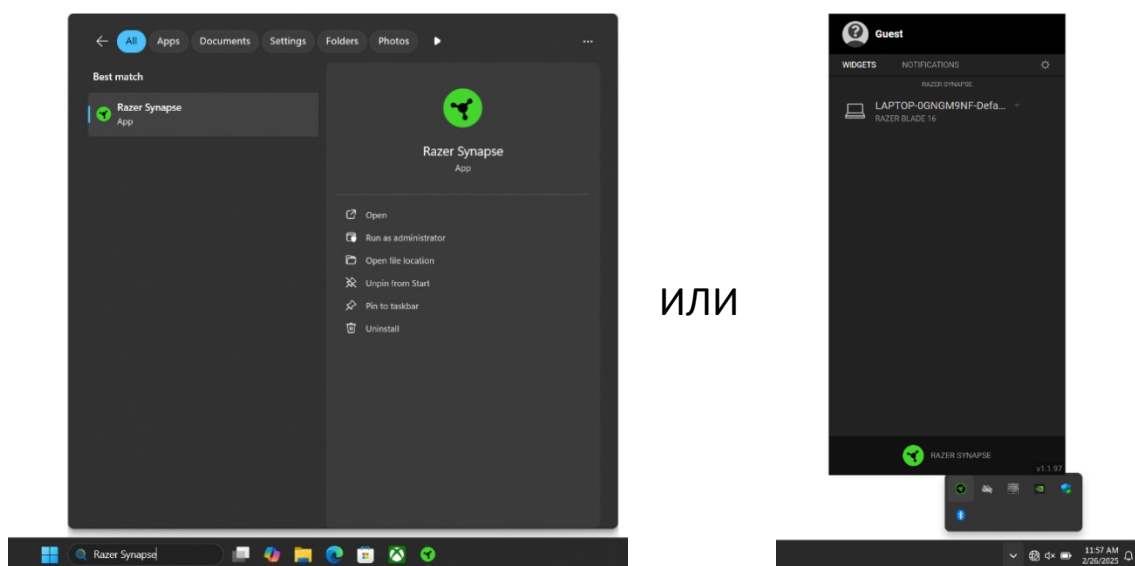 All Apps Documents Settings Folders Photos
Best match
Razer Synapse
App
Razer Synapse
App
Open
Run as administrator
Open file location
Unpin from Start
Pin to taskbar
Uninstall
Razer Synapse
или
Guest
WIDGETS NOTIFICATIONS
RAZER SYNAPSE
LAPTOP-0GNGM9NF-Defa...
RAZER BLADE 16
RAZER SYNAPSE
v1.1.97
11:57 AM
2/26/2025